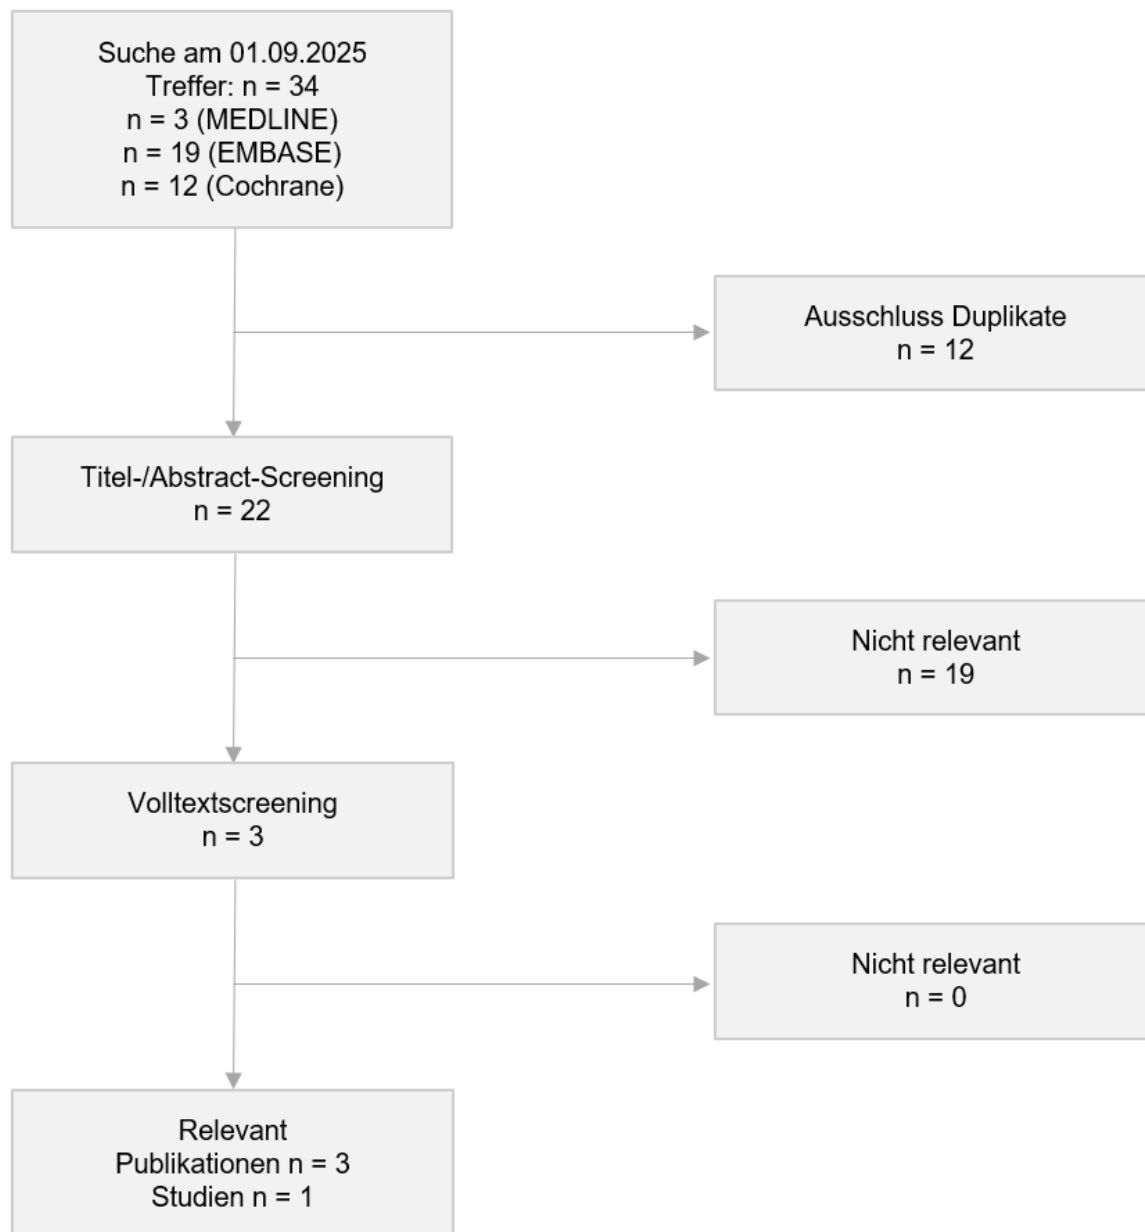 Suche am 01.09.2025
Treffer: n = 34
n = 3 (MEDLINE)
n = 19 (EMBASE)
n = 12 (Cochrane)
Ausschluss Duplikate
n = 12
Titel-/Abstract-Screening
n = 22
Nicht relevant
n = 19
Volltextscreening
n = 3
Nicht relevant
n = 0
Relevant
Publikationen n = 3
Studien n = 1